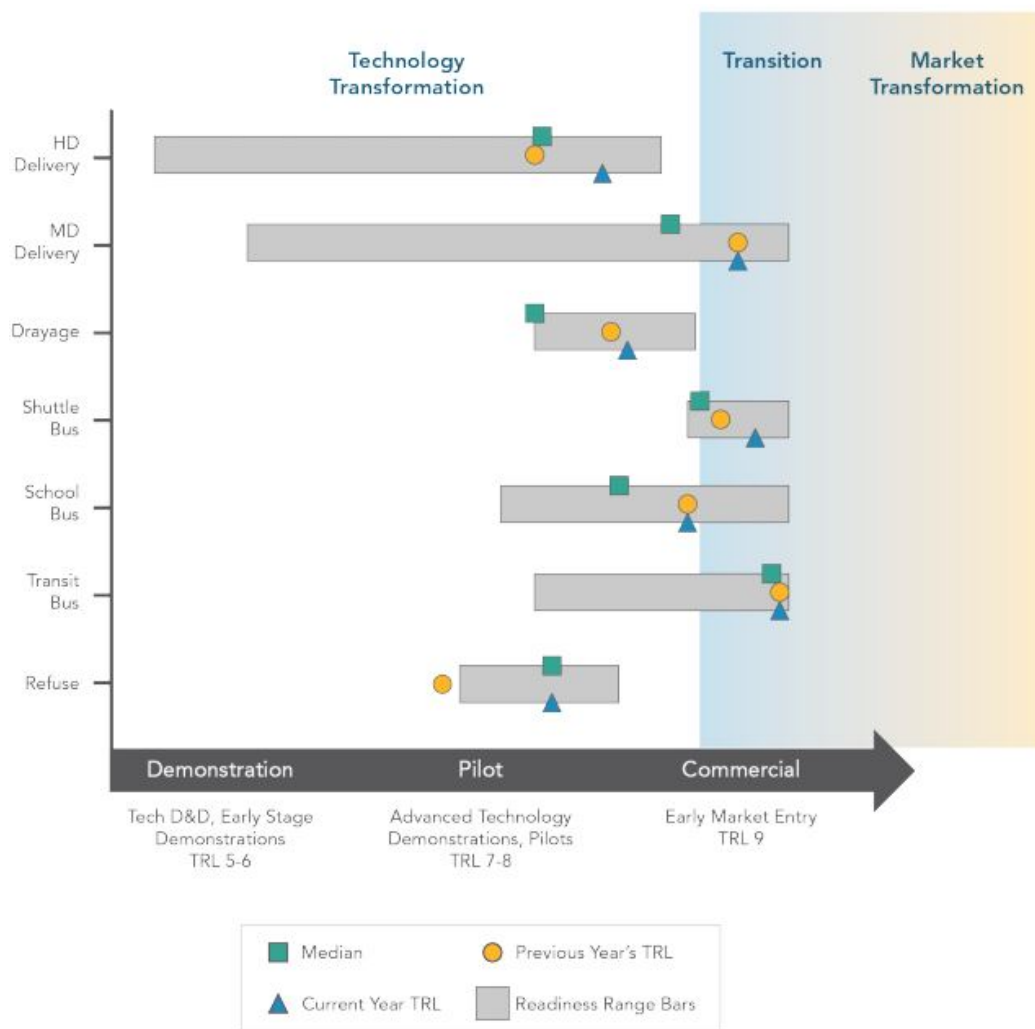 Technology
Transformation
Transition
Market
Transformation
HD
Delivery
MD
Delivery
Drayage
Shuttle
Bus
School
Bus
Transit
Bus
Refuse
Demonstration
Pilot
Commercial
Tech D&D, Early Stage
Demonstrations
TRL 5-6
Advanced Technology
Demonstrations, Pilots
TRL 7-8
Early Market Entry
TRL 9
Median
Previous Year's TRL
Current Year TRL
Readiness Range Bars